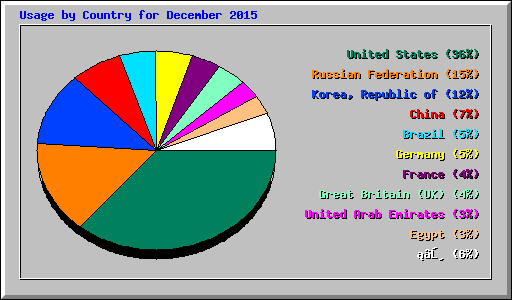 Usage by Country for December 2015
United States (36%)
Russian Federation (15%)
Korea, Republic of (12%)
China (7%)
Brazil (5%)
Germany (5%)
France (4%)
Great Britain (UK) (4%)
United Arab Emirates (3%)
Egypt (3%)
(6%)